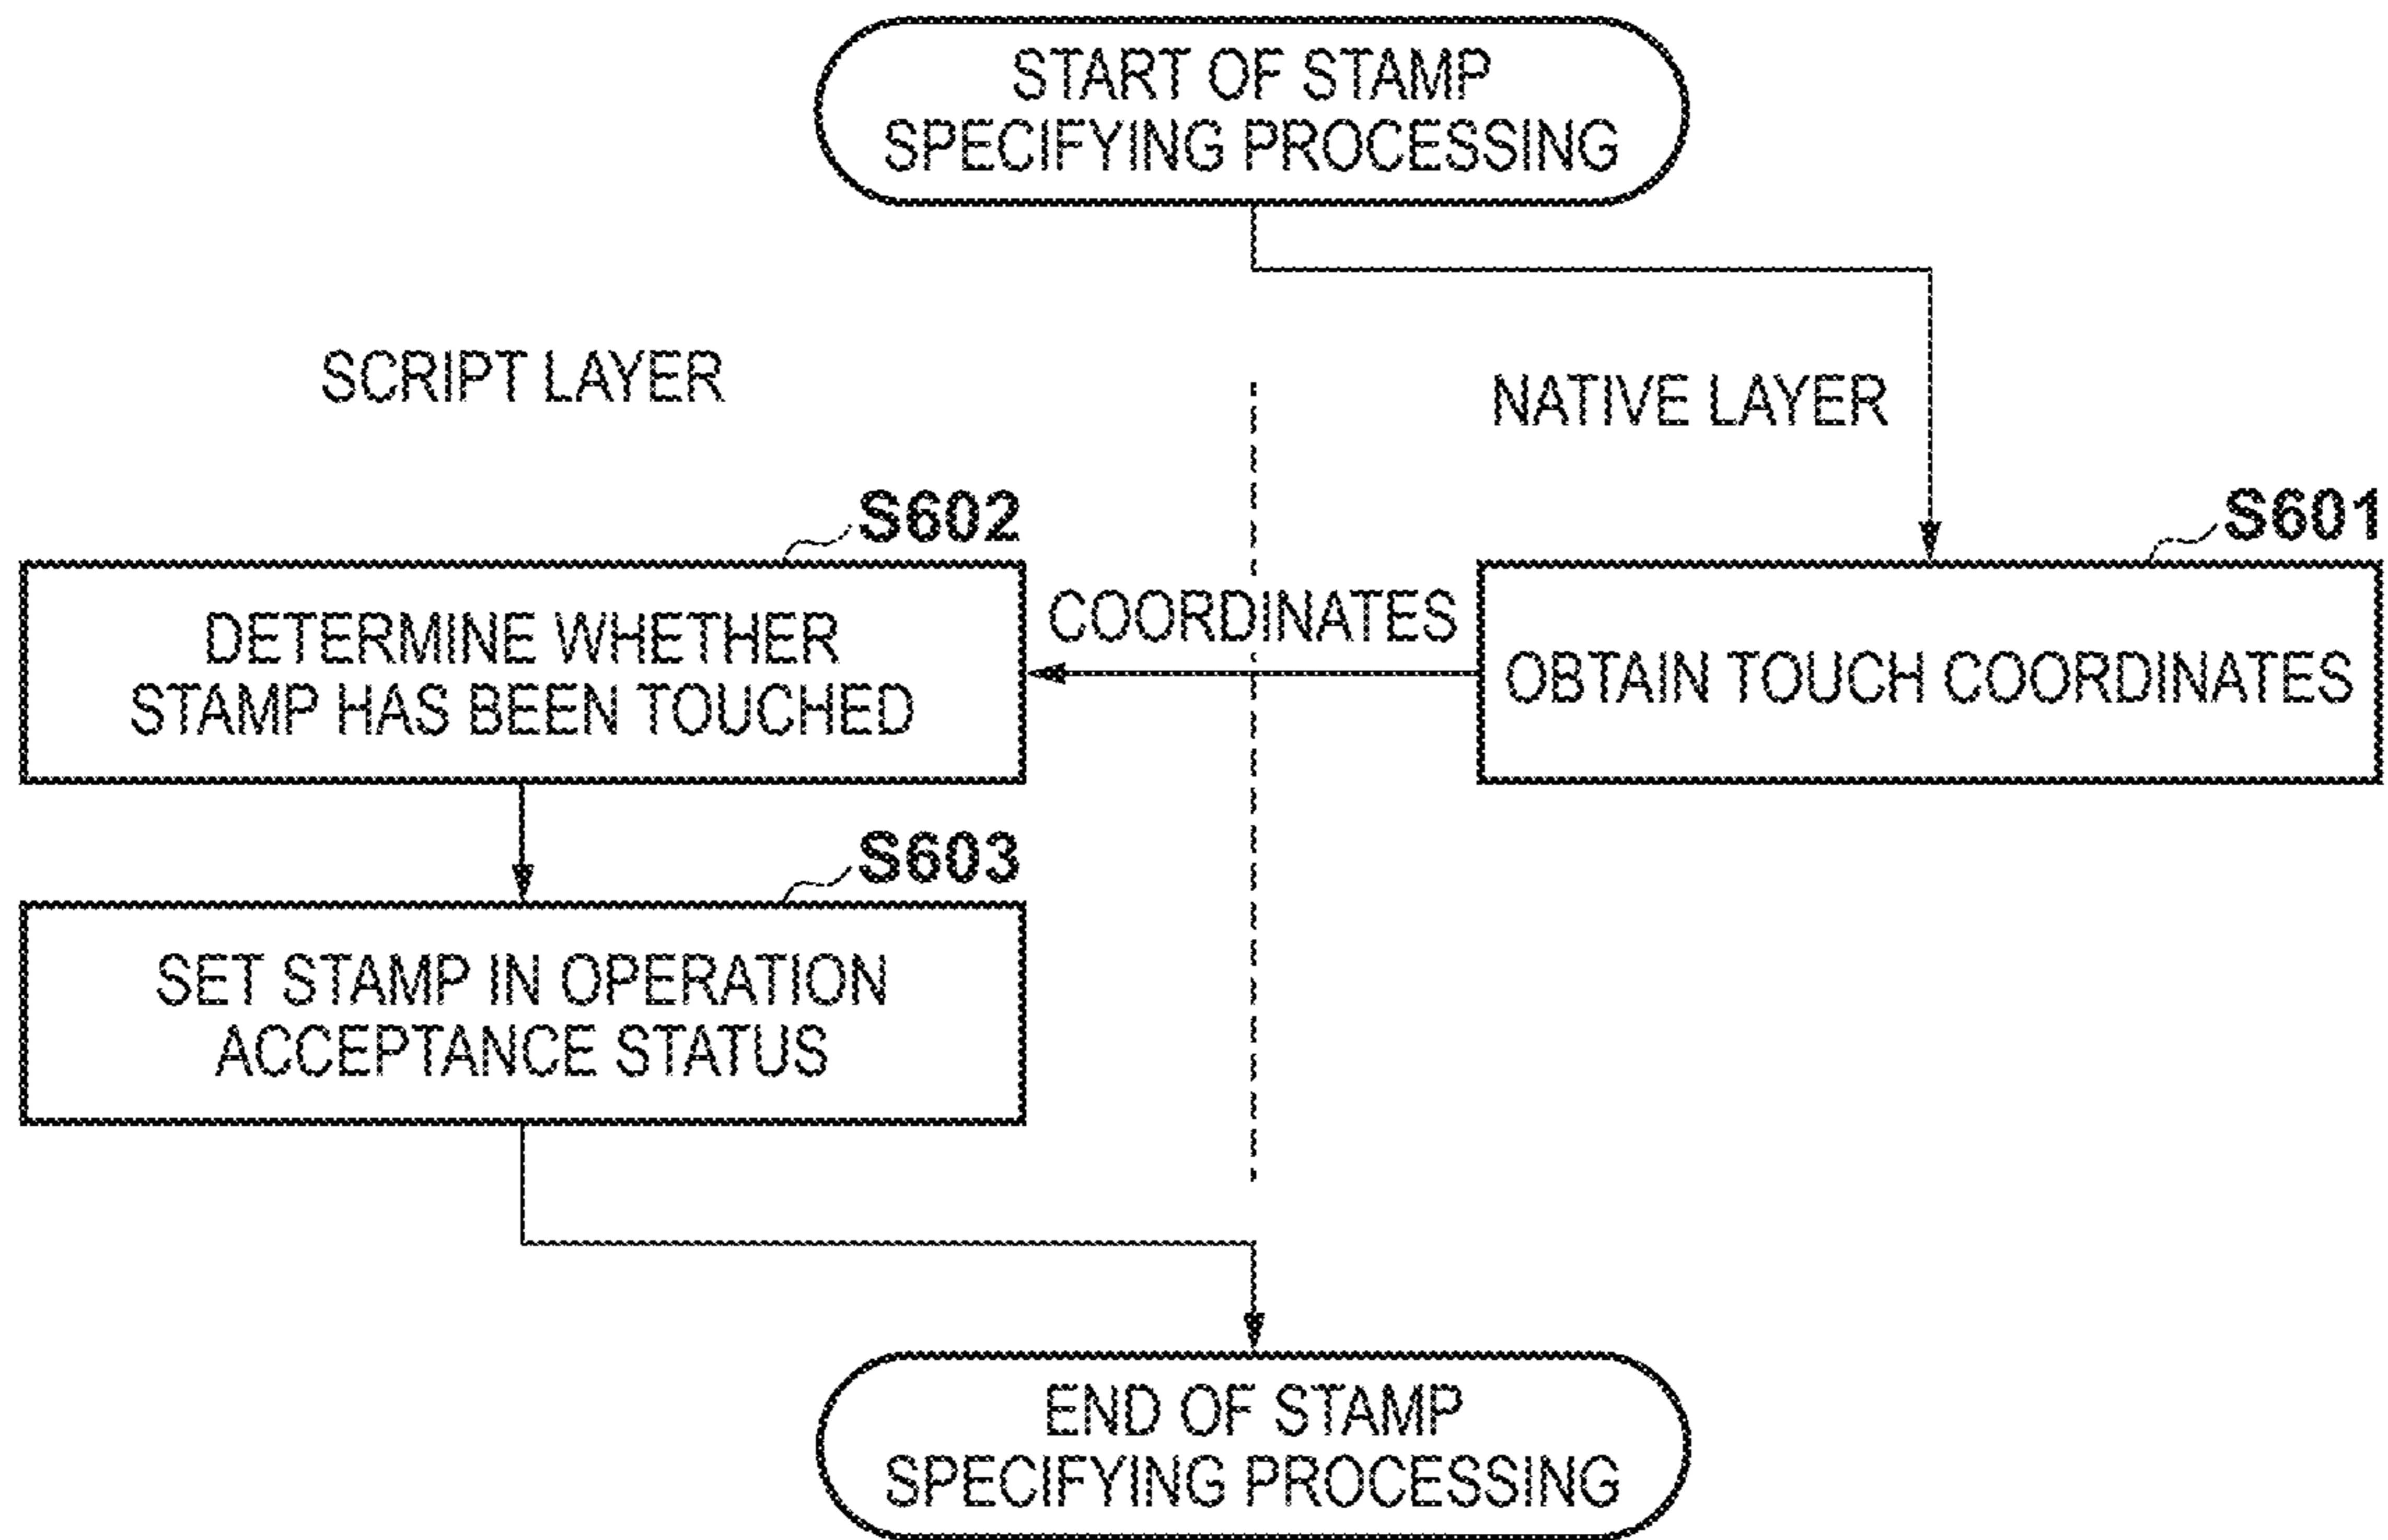 START OF STAMP
SPECIFYING PROCESSING
SCRIPT LAYER
NATIVE LAYER
S602
S601
DETERMINE WHETHER
STAMP HAS BEEN TOUCHED
COORDINATES
OBTAIN TOUCH COORDINATES
S603
SET STAMP IN OPERATION
ACCEPTANCE STATUS
END OF STAMP
SPECIFYING PROCESSING